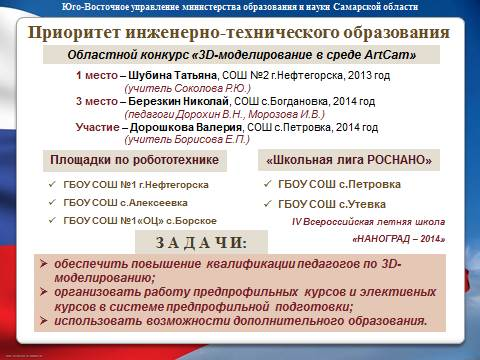 Юго-Восточное управление министерства образования и науки Самарской области
Приоритет инженерно-технического образования
Областной конкурс «3D-моделирование в среде ArtCam»
1 место – Шубина Татьяна, СОШ №2 г.Нефтегорска, 2013 год
(учитель Соколова Р.Ю.)
3 место – Березкин Николай, СОШ с.Богдановка, 2014 год
(педагоги Дорохин В.Н., Морозова И.В.)
Участие – Дорошкова Валерия, СОШ с.Петровка, 2014 год
(учитель Борисова Е.П.)
Площадки по робототехнике
✓ ГБОУ СОШ №1 г.Нефтегорска
✓ ГБОУ СОШ с.Алексеевка
✓ ГБОУ СОШ №1«ОЦ» с.Борское
«Школьная лига РОСНАНО»
✓ ГБОУ СОШ с.Петровка
✓ ГБОУ СОШ с.Утевка
IV Всероссийская летняя школа
«НАНОГРАД – 2014»
З А Д А Ч И:
➢ обеспечить повышение квалификации педагогов по 3D-
моделированию;
➢ организовать работу предпрофильных курсов и элективных
курсов в системе предпрофильной подготовки;
➢ использовать возможности дополнительного образования.